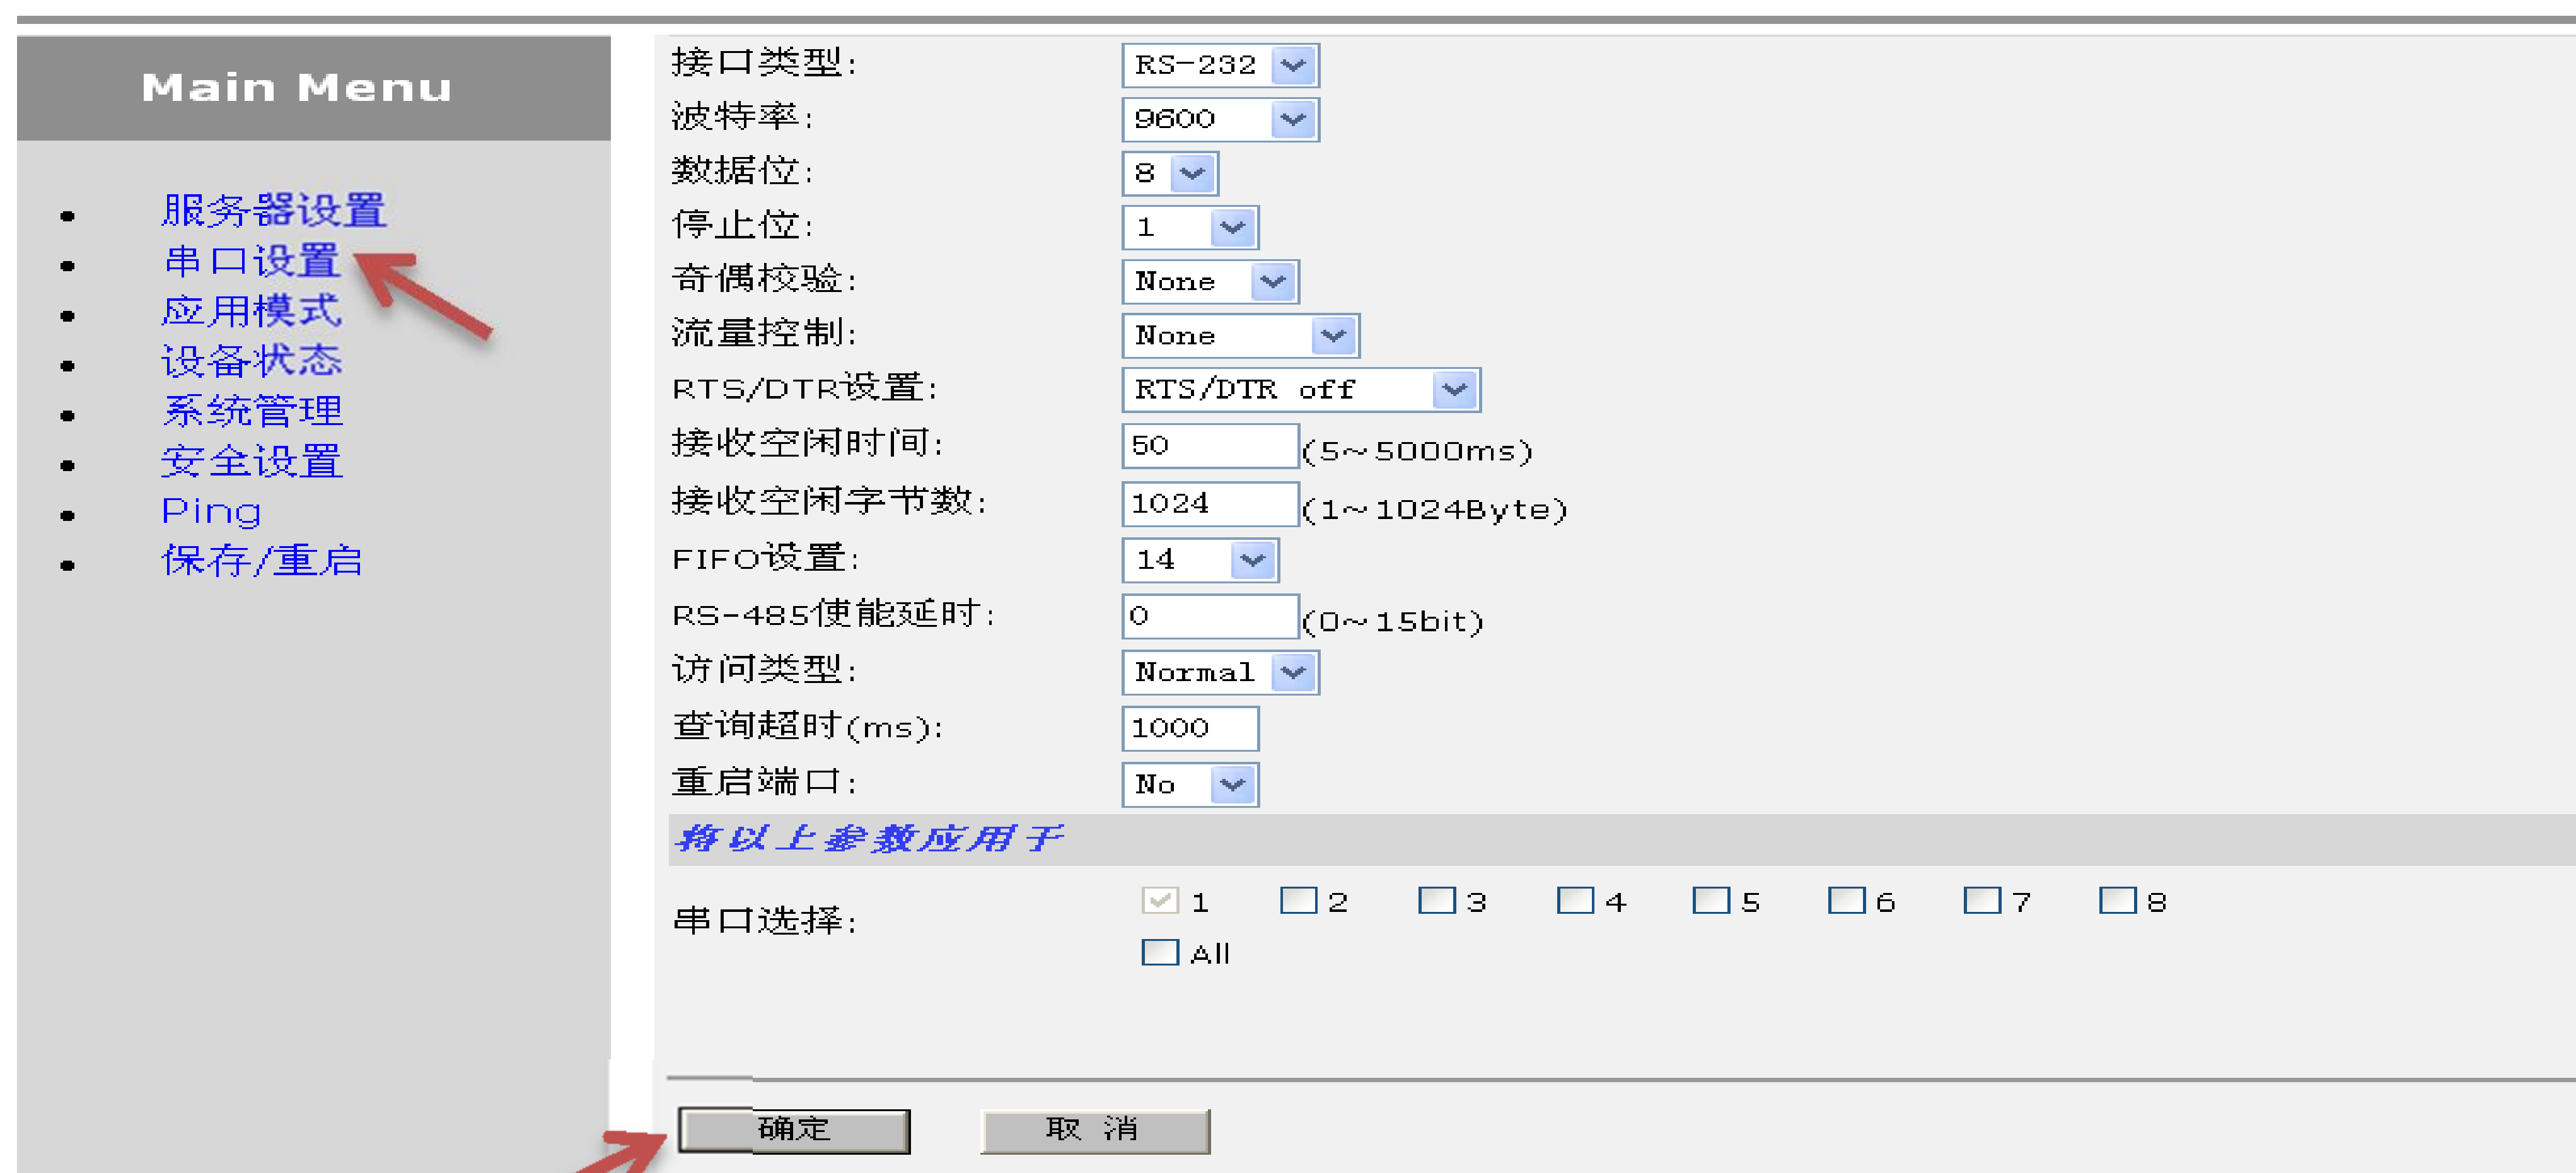 Main Menu
服务器设置
串口设置
应用模式
设备状态
系统管理
安全设置
Ping
保存/重启
接口类型: RS-232
波特率: 9600
数据位: 8
停止位: 1
奇偶校验: None
流量控制: None
RTS/DTR设置: RTS/DTR off
接收空闲时间: 50 (5~5000ms)
接收空闲字节数: 1024 (1~1024Byte)
FIFO设置: 14
RS-485使能延时: 0 (0~15bit)
访问类型: Normal
查询超时(ms): 1000
重启端口: No
将以上参数应用于
串口选择: 1 2 3 4 5 6 7 8
All
确定 取 消